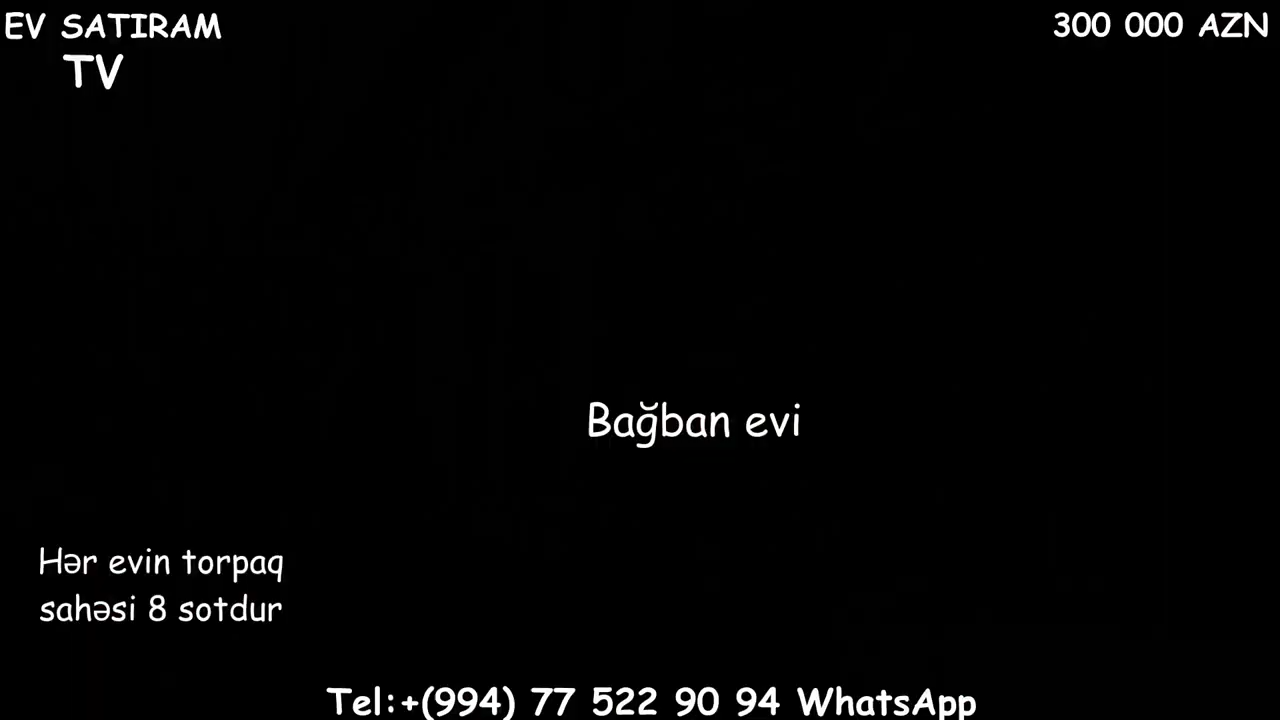 EV SATIRAM
TV
300 000 AZN
Bağban evi
Hər evin torpaq
sahəsi 8 sotdur
Tel:+(994) 77 522 90 94 WhatsApp